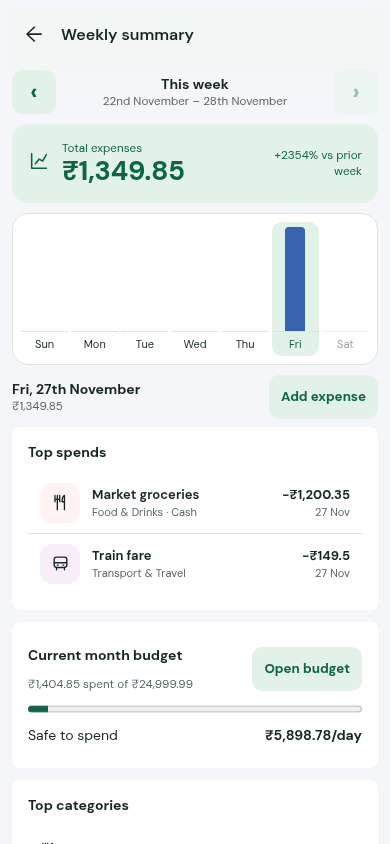 Weekly summary
‹
This week
22nd November – 28th November
›
Total expenses
₹1,349.85
+2354% vs prior week
Sun Mon Tue Wed Thu Fri Sat
Fri, 27th November
₹1,349.85
Add expense
Top spends
Market groceries
-₹1,200.35
Food & Drinks · Cash
27 Nov
Train fare
-₹149.5
Transport & Travel
27 Nov
Current month budget
₹1,404.85 spent of ₹24,999.99
Open budget
Safe to spend
₹5,898.78/day
Top categories